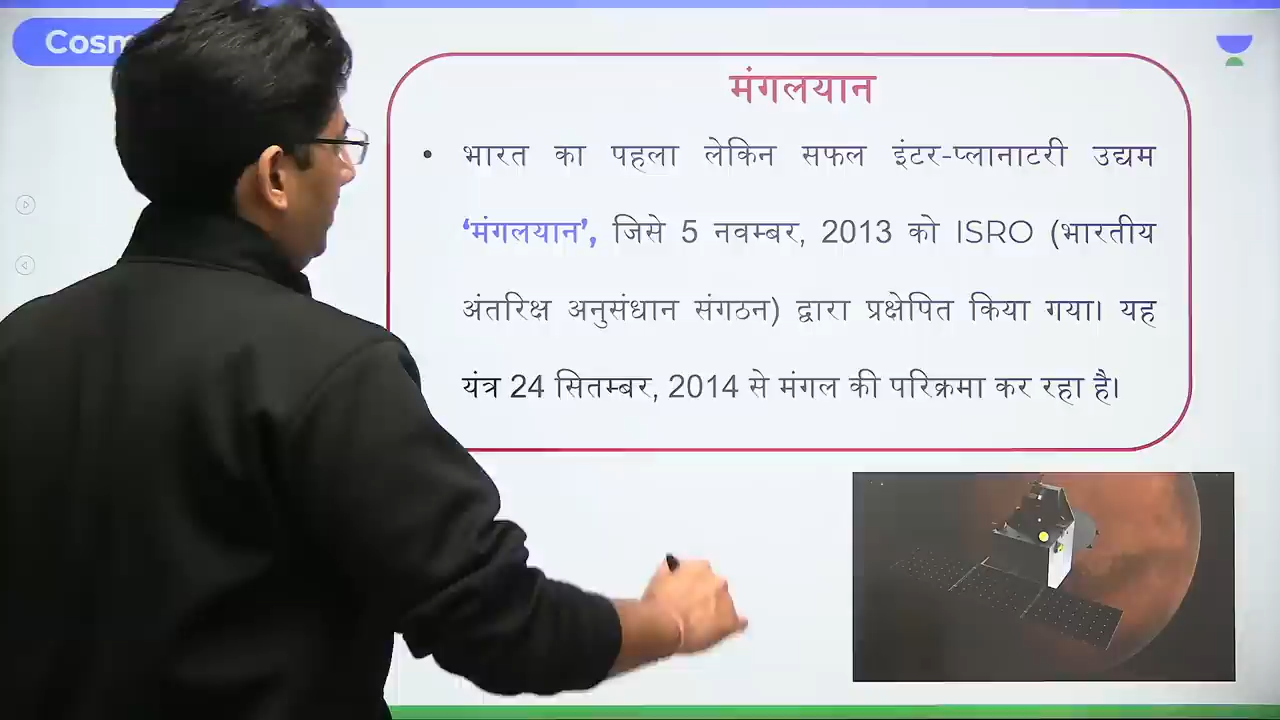 Cosm
मंगलयान
• भारत का पहला लेकिन सफल इंटर-प्लानाटरी उद्यम
‘मंगलयान’, जिसे 5 नवम्बर, 2013 को ISRO (भारतीय
अंतरिक्ष अनुसंधान संगठन) द्वारा प्रक्षेपित किया गया। यह
यंत्र 24 सितम्बर, 2014 से मंगल की परिक्रमा कर रहा है।